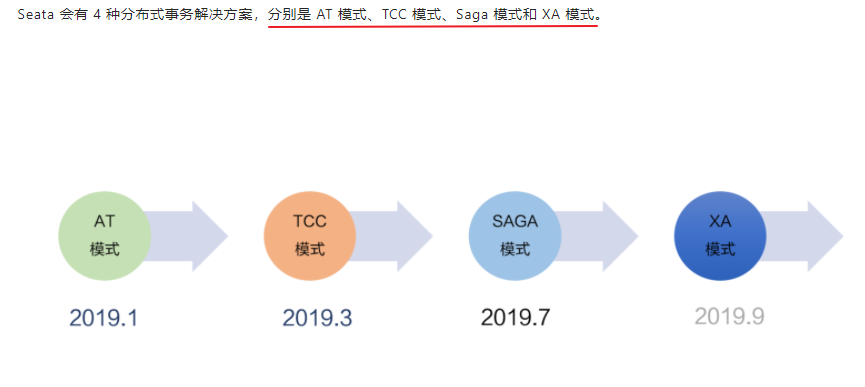 Seata 会有 4 种分布式事务解决方案，分别是 AT 模式、TCC 模式、Saga 模式和 XA 模式。
AT
模式
TCC
模式
SAGA
模式
XA
模式
2019.1
2019.3
2019.7
2019.9